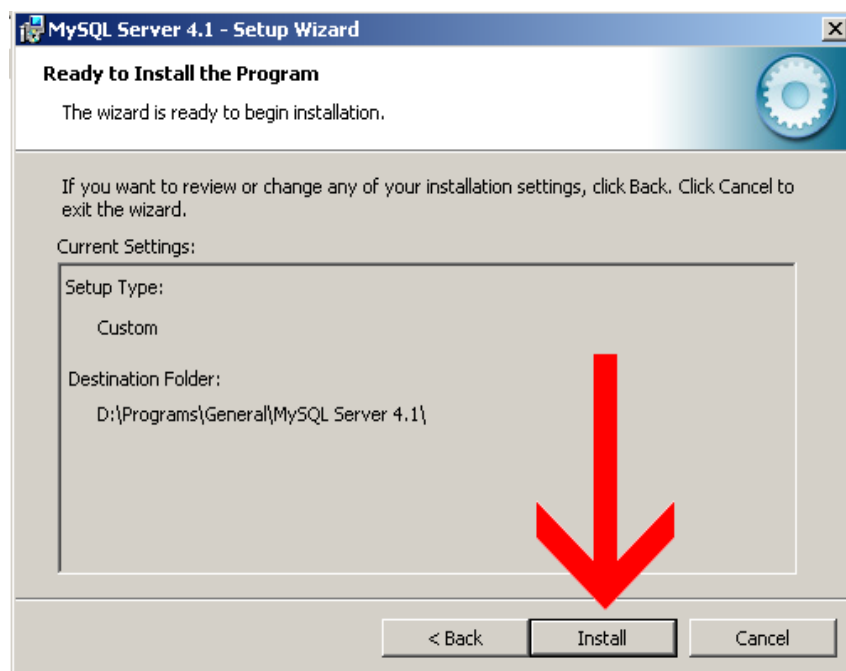 MySQL Server 4.1 - Setup Wizard
Ready to Install the Program
The wizard is ready to begin installation.
If you want to review or change any of your installation settings, click Back. Click Cancel to
exit the wizard.
Current Settings:
Setup Type:
Custom
Destination Folder:
D:\Programs\General\MySQL Server 4.1\
< Back
Install
Cancel